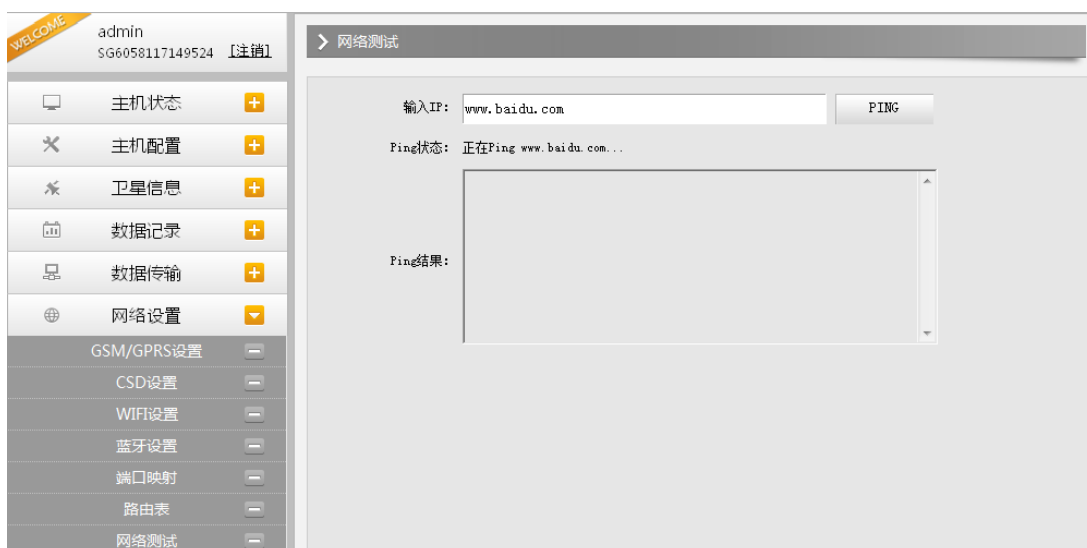 WELCOME
admin
SG6058117149524 [注销]
主机状态
主机配置
卫星信息
数据记录
数据传输
网络设置
GSM/GPRS设置
CSD设置
WIFI设置
蓝牙设置
端口映射
路由表
网络测试
网络测试
输入IP: www.baidu.com PING
Ping状态: 正在Ping www.baidu.com...
Ping结果: